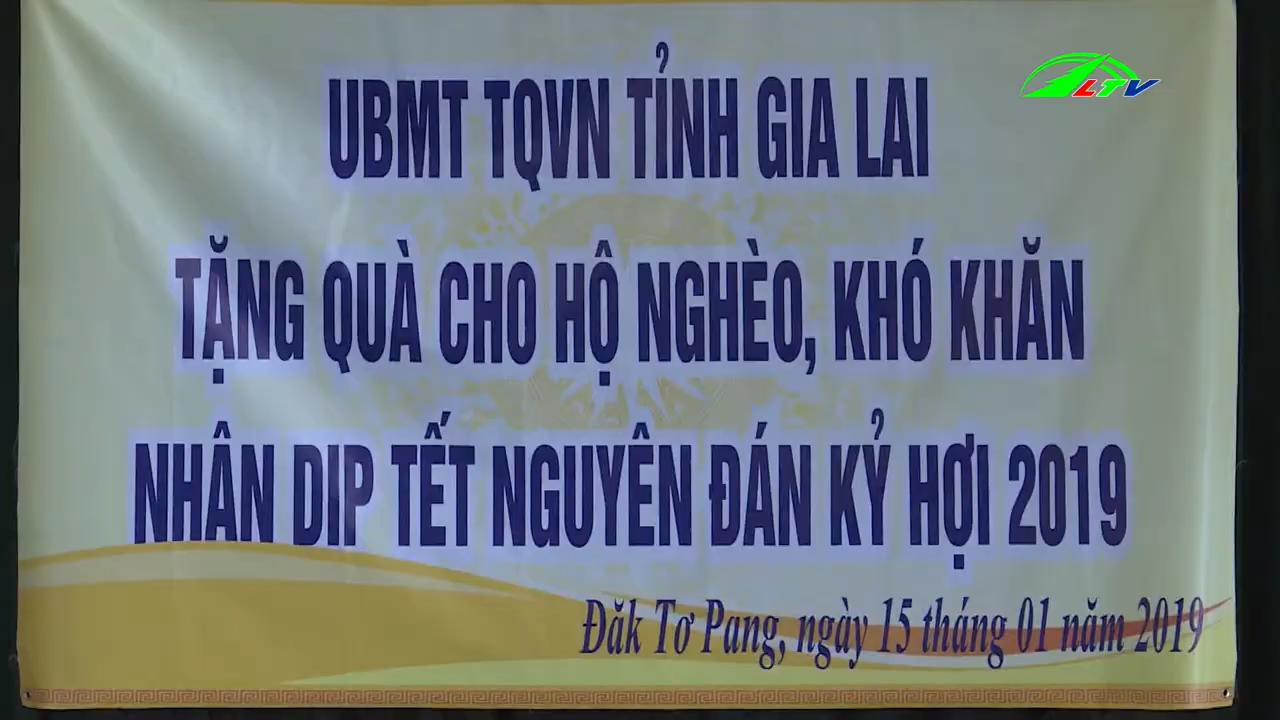 UBMT TQVN TỈNH GIA LAI
LTV
TẶNG QUÀ CHO HỘ NGHÈO, KHÓ KHĂN
NHÂN DIP TẾT NGUYÊN ĐÁN KỶ HỢI 2019
Đăk Tơ Pang, ngày 15 tháng 01 năm 2019